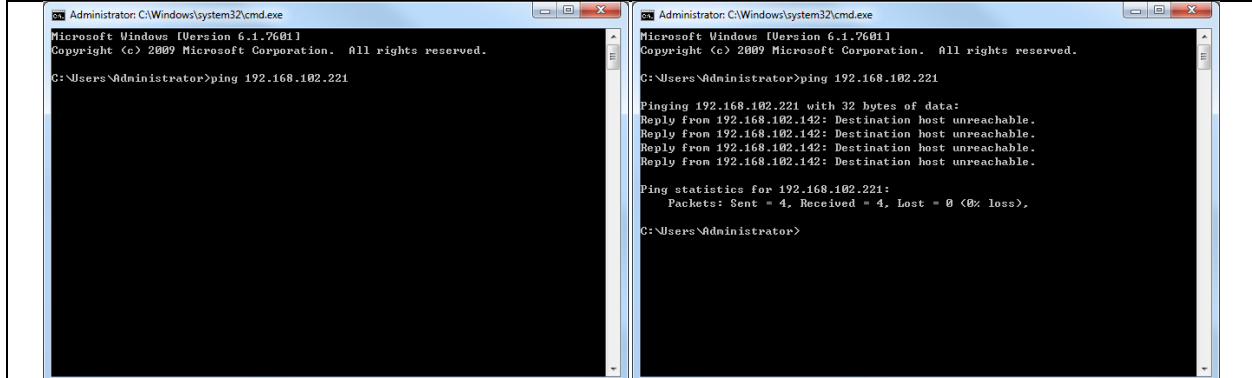 Administrator: C:\Windows\system32\cmd.exe
Microsoft Windows [Version 6.1.7601]
Copyright (c) 2009 Microsoft Corporation.  All rights reserved.
C:\Users\Administrator>ping 192.168.102.221
Administrator: C:\Windows\system32\cmd.exe
Microsoft Windows [Version 6.1.7601]
Copyright (c) 2009 Microsoft Corporation.  All rights reserved.
C:\Users\Administrator>ping 192.168.102.221
Pinging 192.168.102.221 with 32 bytes of data:
Reply from 192.168.102.142: Destination host unreachable.
Reply from 192.168.102.142: Destination host unreachable.
Reply from 192.168.102.142: Destination host unreachable.
Reply from 192.168.102.142: Destination host unreachable.
Ping statistics for 192.168.102.221:
    Packets: Sent = 4, Received = 4, Lost = 0 (0% loss),
C:\Users\Administrator>